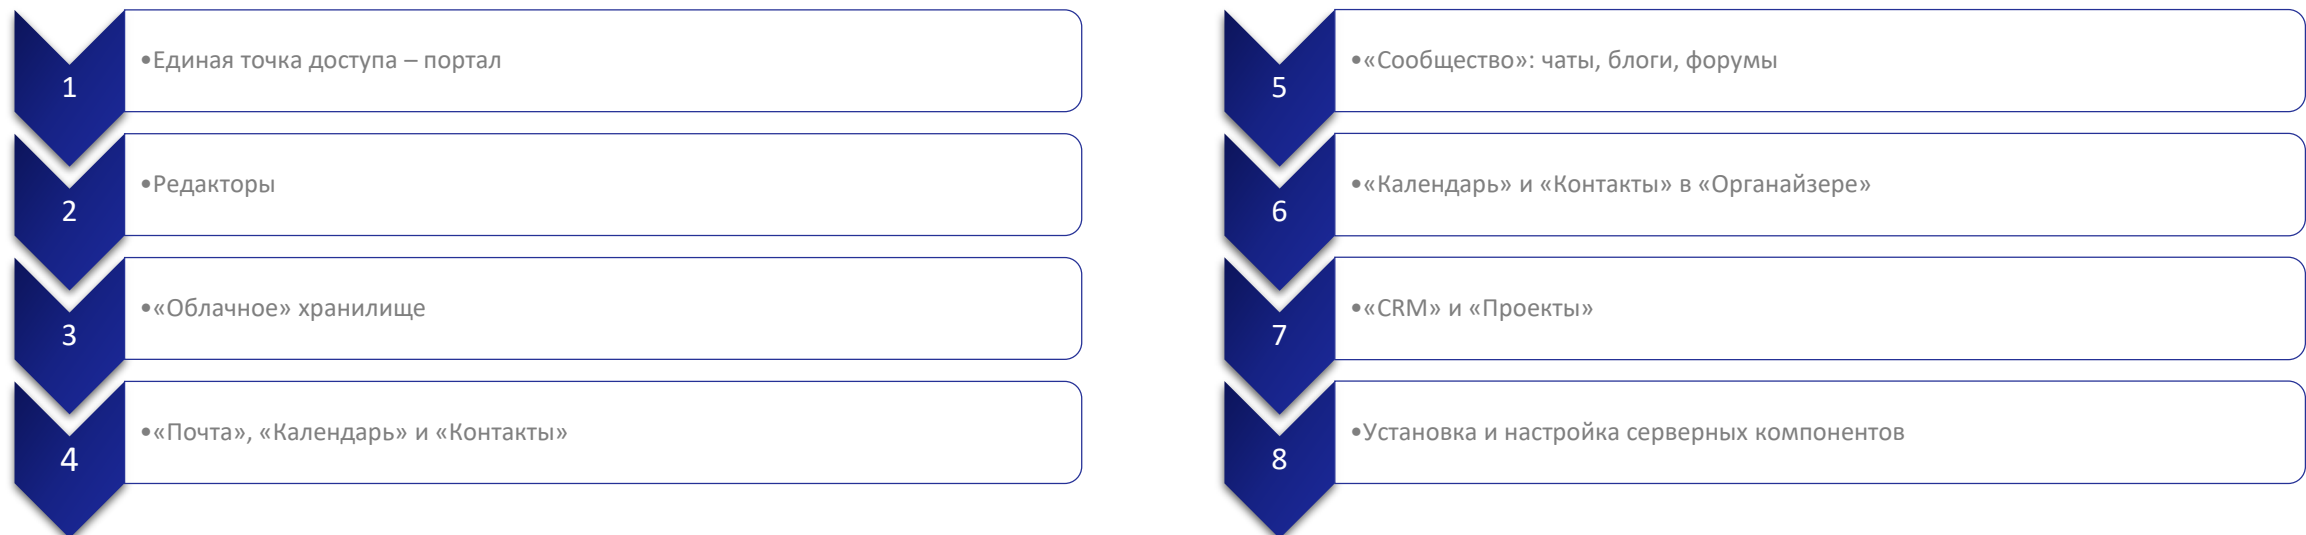 1
•Единая точка доступа – портал
2
•Редакторы
3
•«Облачное» хранилище
4
•«Почта», «Календарь» и «Контакты»
5
•«Сообщество»: чаты, блоги, форумы
6
•«Календарь» и «Контакты» в «Органайзере»
7
•«CRM» и «Проекты»
8
•Установка и настройка серверных компонентов